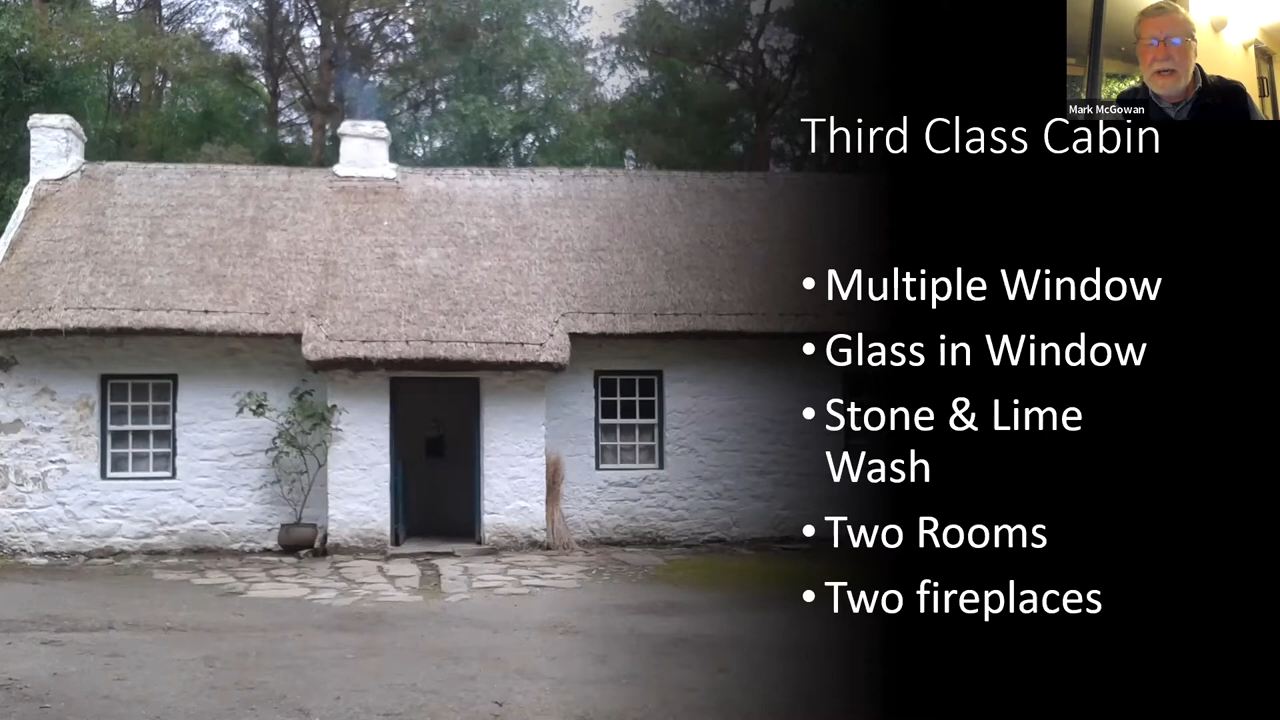 Mark McGowan
Third Class Cabin
• Multiple Window
• Glass in Window
• Stone & Lime
Wash
• Two Rooms
• Two fireplaces